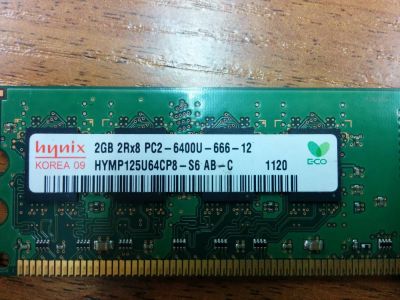 hynix
KOREA 09
2GB 2Rx8 PC2-6400U-666-12
HYMP125U64CP8-S6 AB-C 1120
ECO